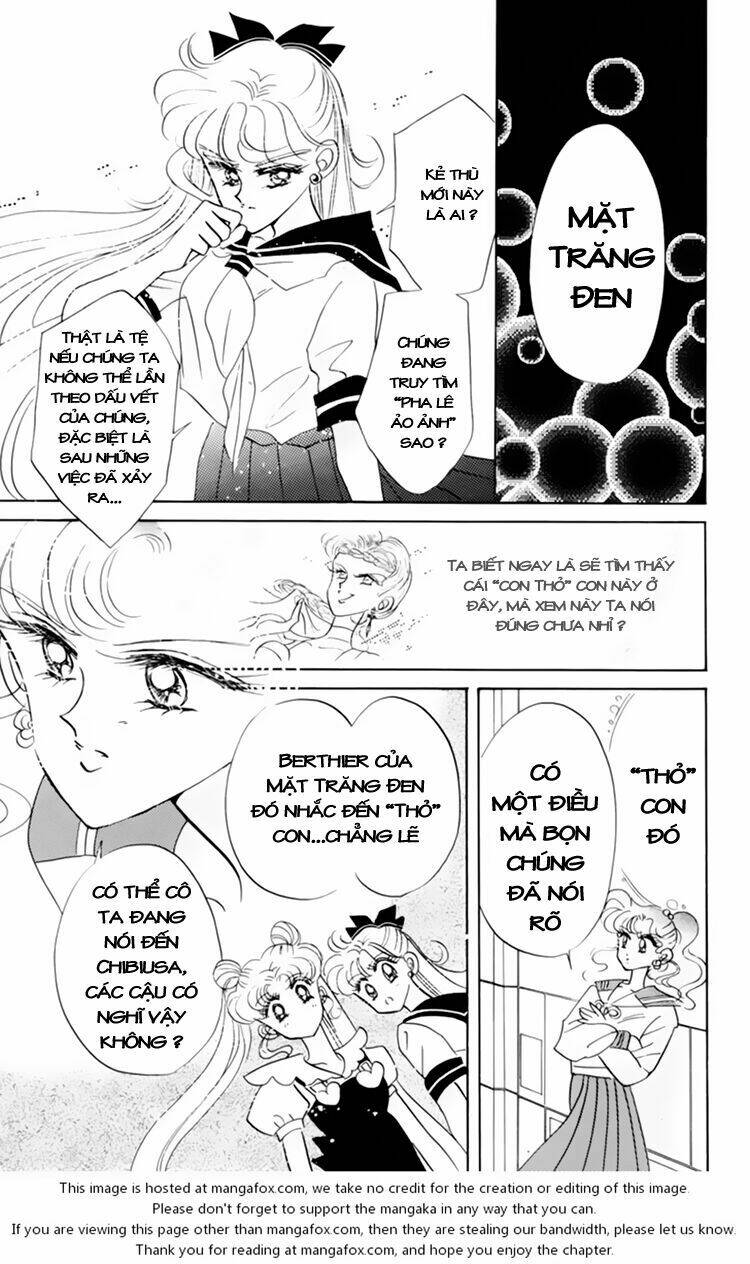 MẶT
TRĂNG
ĐEN
KẺ THÙ
MỚI NÀY
LÀ AI ?
CHÚNG
ĐANG
TRUY TÌM
“PHA LÊ
ẢO ẢNH”
SAO ?
THẬT LÀ TỆ
NẾU CHÚNG TA
KHÔNG THỂ LẦN
THEO DẤU VẾT
CỦA CHÚNG,
ĐẶC BIỆT LÀ
SAU NHỮNG
VIỆC ĐÃ XẢY
RA...
TA BIẾT NGAY LÀ SẼ TÌM THẤY
CÁI “CON THỎ” CON NÀY Ở
ĐÂY, MÀ XEM NÀY TA NÓI
ĐÚNG CHƯA NHỈ ?
“THỎ”
CON
ĐÓ
CÓ
MỘT ĐIỀU
MÀ BỌN
CHÚNG
ĐÃ NÓI
RÕ
BERTHIER CỦA
MẶT TRĂNG ĐEN
ĐÓ NHẮC ĐẾN “THỎ”
CON...CHẲNG LẼ
CÓ THỂ CÔ
TA ĐANG
NÓI ĐẾN
CHIBIUSA,
CÁC CẬU CÓ
NGHĨ VẬY
KHÔNG ?
This image is hosted at mangafox.com, we take no credit for the creation or editing of this image.
Please don't forget to support the mangaka in any way that you can.
If you are viewing this page other than mangafox.com, then they are stealing our bandwidth, please let us know.
Thank you for reading at mangafox.com, and hope you enjoy the chapter.